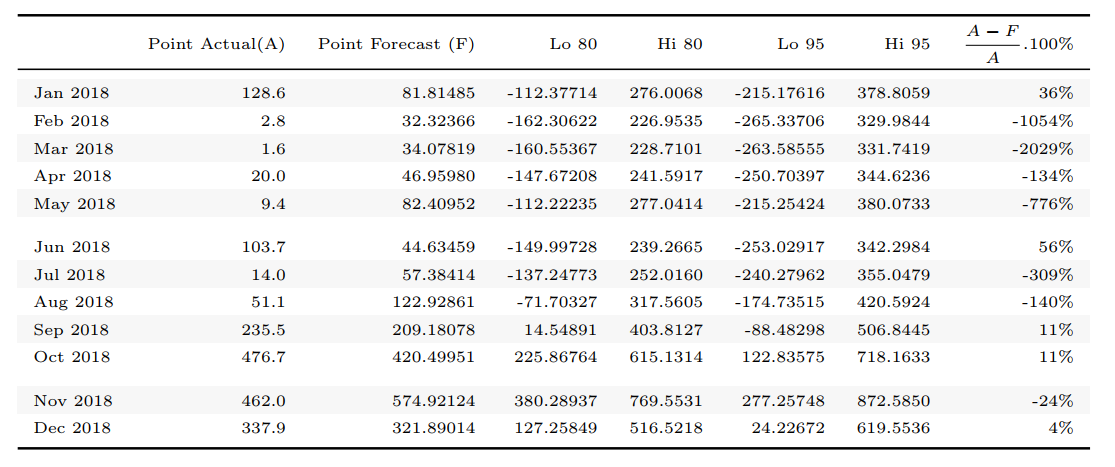 Point Actual(A) Point Forecast (F) Lo 80 Hi 80 Lo 95 Hi 95 A − F / A .100%
Jan 2018 128.6 81.81485 -112.37714 276.0068 -215.17616 378.8059 36%
Feb 2018 2.8 32.32366 -162.30622 226.9535 -265.33706 329.9844 -1054%
Mar 2018 1.6 34.07819 -160.55367 228.7101 -263.58555 331.7419 -2029%
Apr 2018 20.0 46.95980 -147.67208 241.5917 -250.70397 344.6236 -134%
May 2018 9.4 82.40952 -112.22235 277.0414 -215.25424 380.0733 -776%
Jun 2018 103.7 44.63459 -149.99728 239.2665 -253.02917 342.2984 56%
Jul 2018 14.0 57.38414 -137.24773 252.0160 -240.27962 355.0479 -309%
Aug 2018 51.1 122.92861 -71.70327 317.5605 -174.73515 420.5924 -140%
Sep 2018 235.5 209.18078 14.54891 403.8127 -88.48298 506.8445 11%
Oct 2018 476.7 420.49951 225.86764 615.1314 122.83575 718.1633 11%
Nov 2018 462.0 574.92124 380.28937 769.5531 277.25748 872.5850 -24%
Dec 2018 337.9 321.89014 127.25849 516.5218 24.22672 619.5536 4%